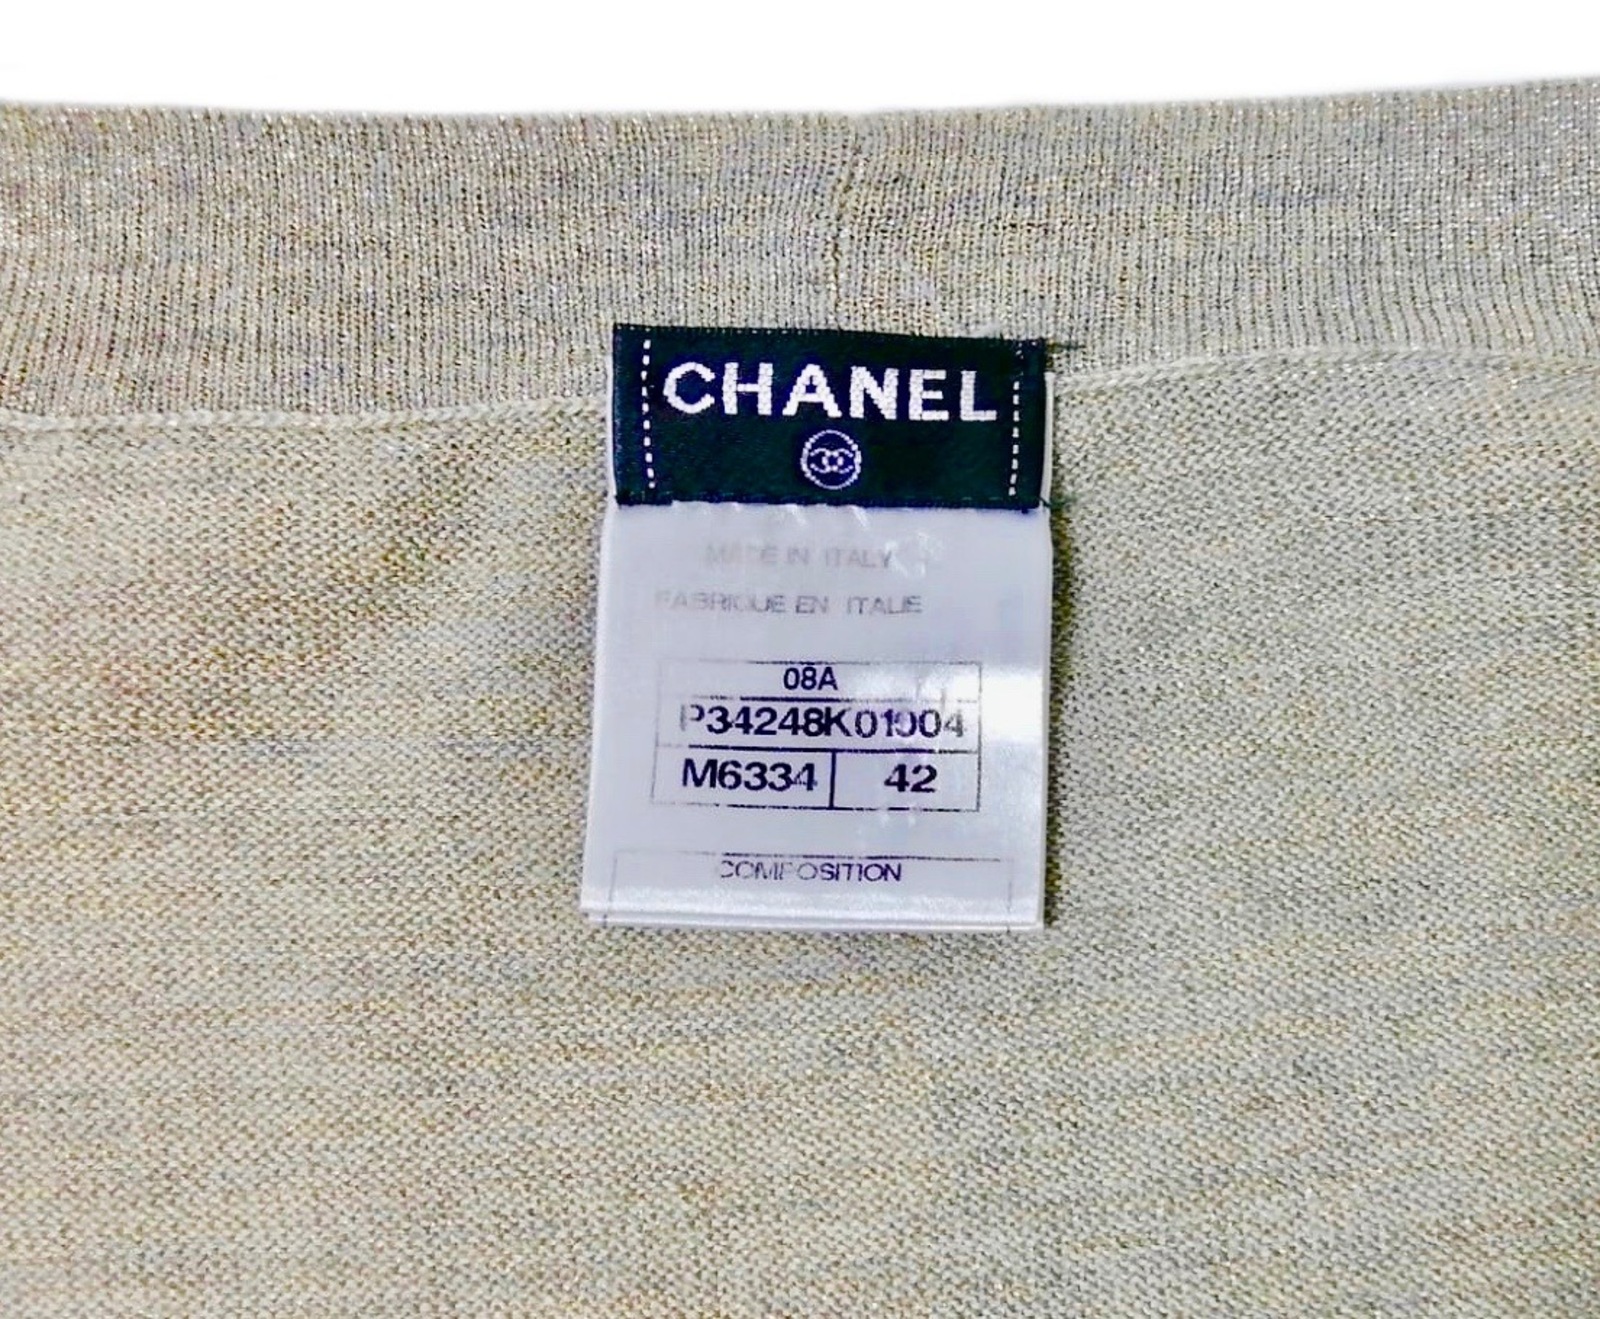 CHANEL
MADE IN ITALY
FABRIQUE EN ITALIE
08A
P34248K01904
M6334 42
COMPOSITION